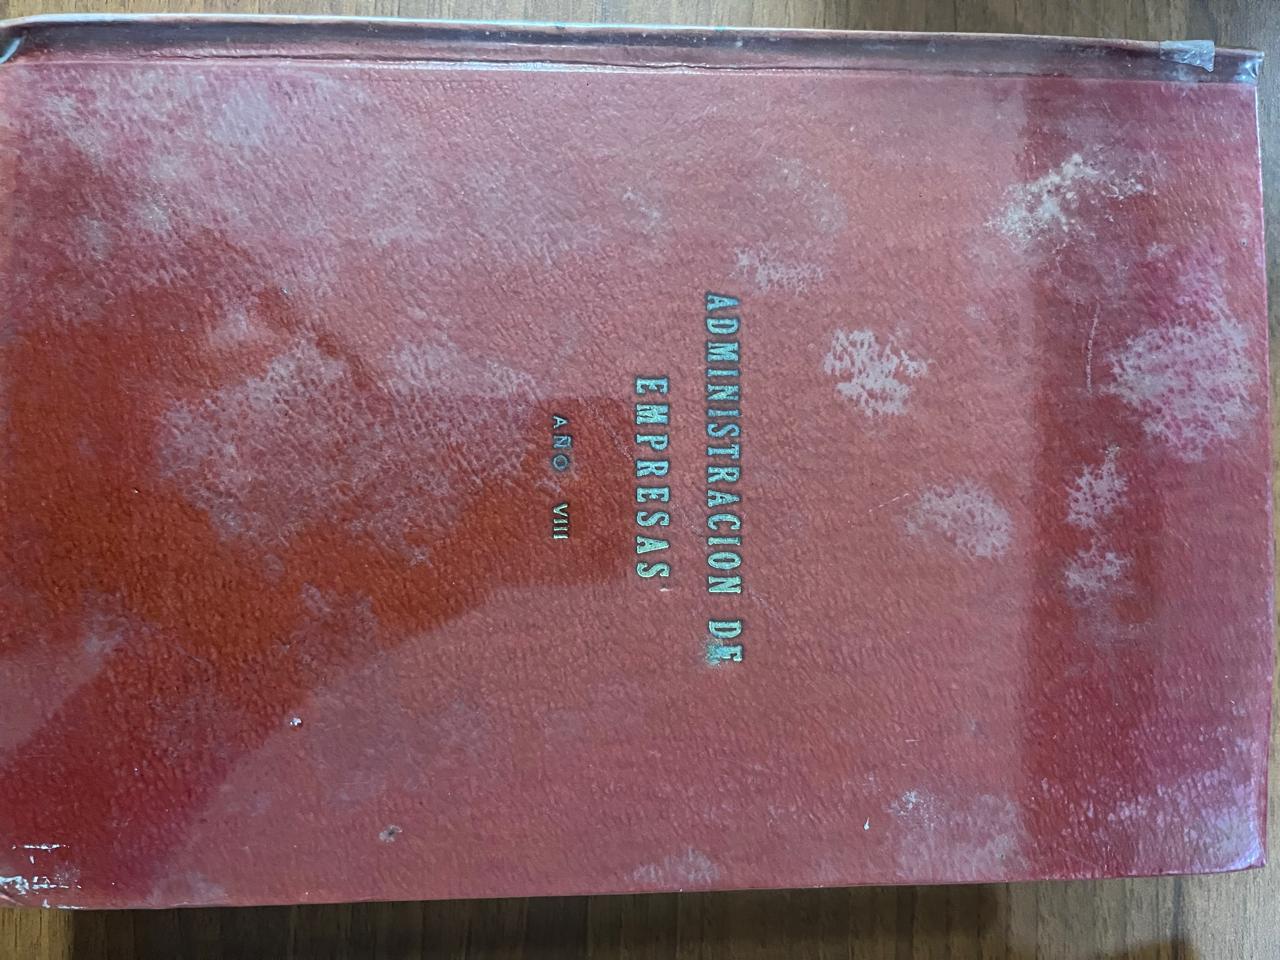 ADMINISTRACION DE
EMPRESAS
AÑO VIII